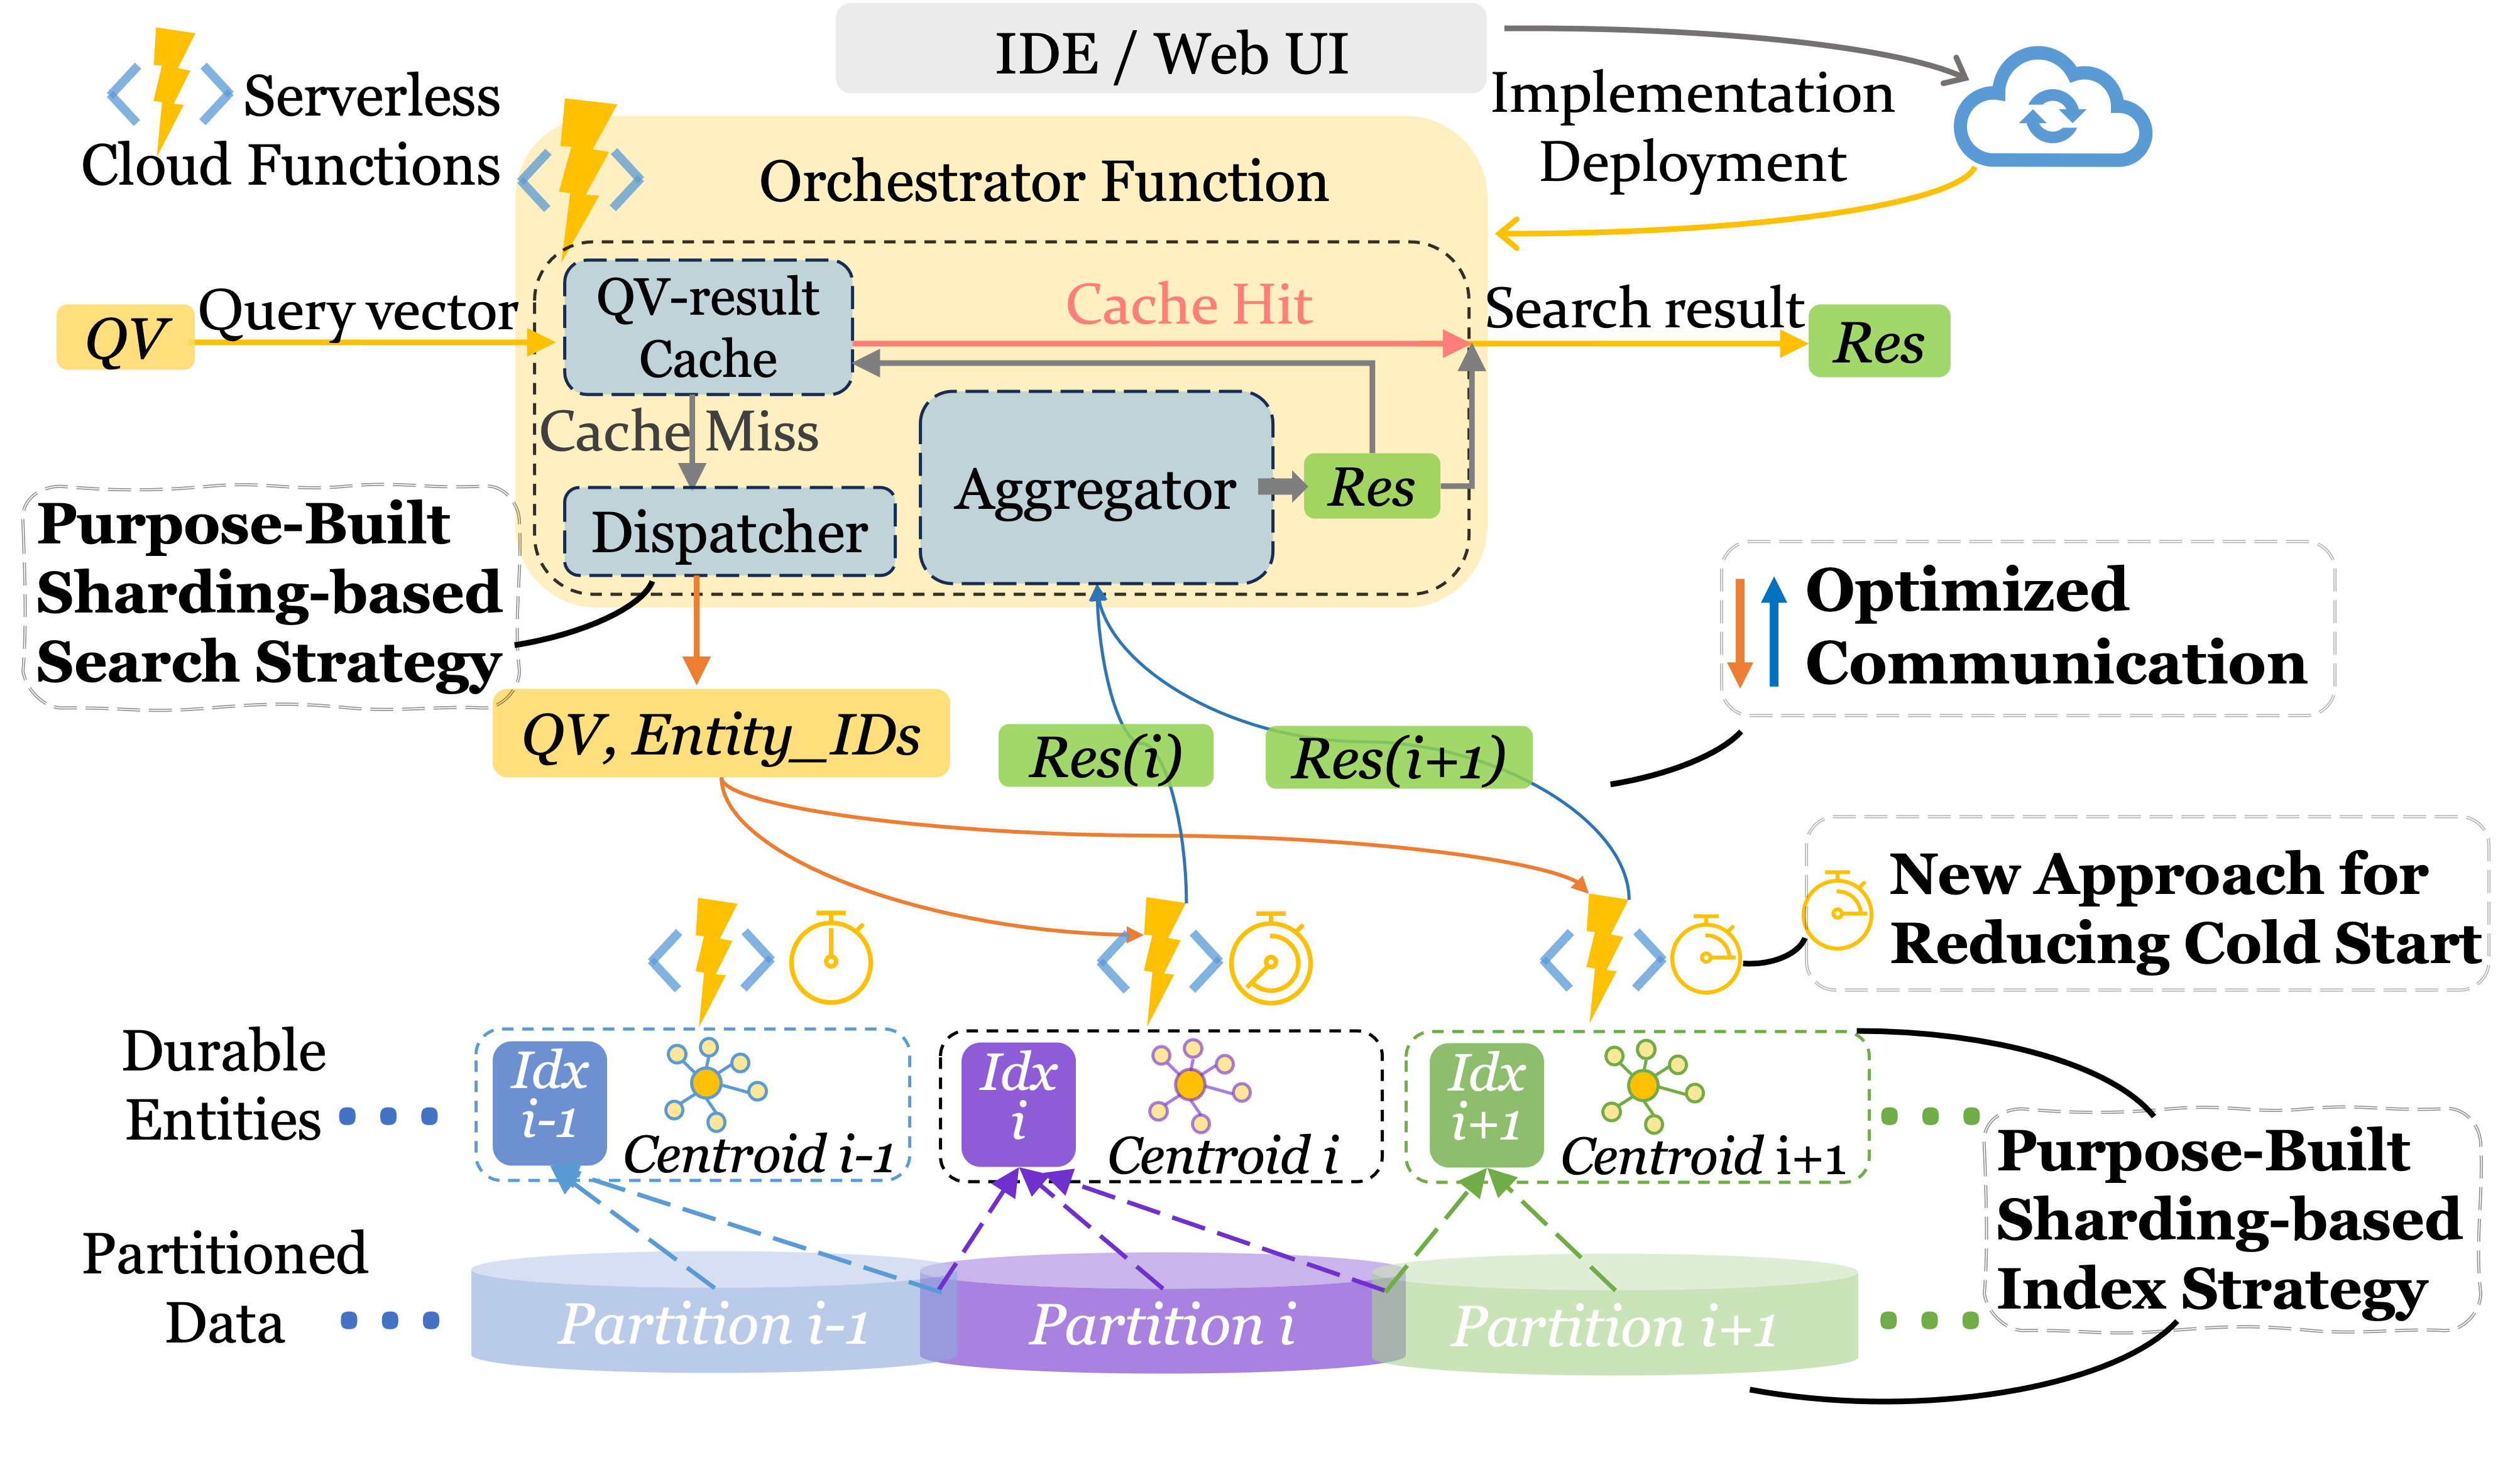 IDE / Web UI
Serverless
Cloud Functions
Orchestrator Function
Implementation
Deployment
QV
Query vector
QV-result
Cache
Cache Hit
Search result
Res
Cache Miss
Dispatcher
Aggregator
Res
Purpose-Built
Sharding-based
Search Strategy
Optimized
Communication
QV, Entity_IDs
Res(i)
Res(i+1)
New Approach for
Reducing Cold Start
Durable
Entities
Idx
i-1
Centroid i-1
Idx
i
Centroid i
Idx
i+1
Centroid i+1
Purpose-Built
Sharding-based
Index Strategy
Partitioned
Data
Partition i-1
Partition i
Partition i+1